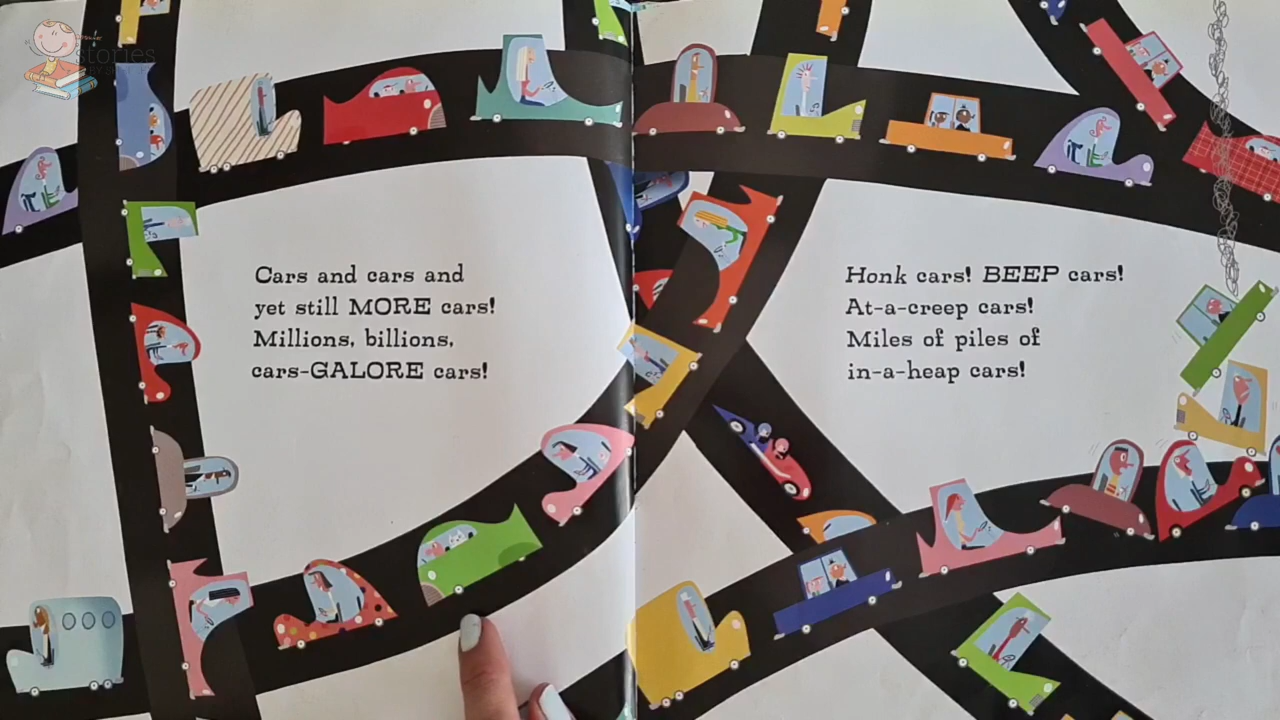 stories
Cars and cars and
yet still MORE cars!
Millions, billions,
cars-GALORE cars!
Honk cars! BEEP cars!
At-a-creep cars!
Miles of piles of
in-a-heap cars!